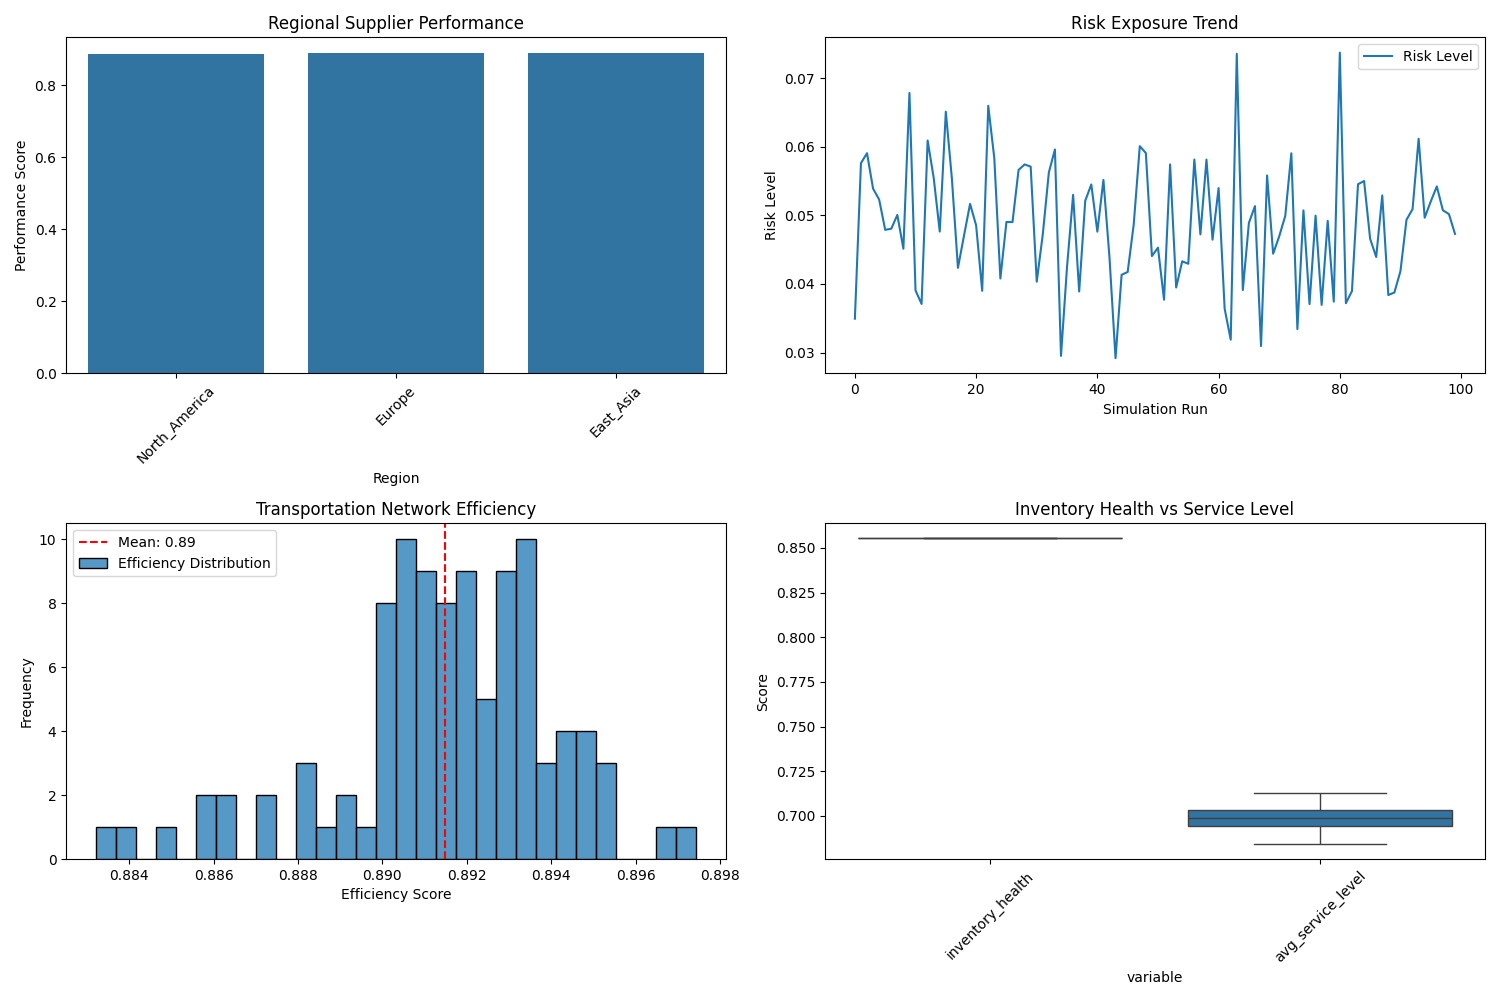 Regional Supplier Performance
Performance Score
0.8
0.6
0.4
0.2
0.0
North_America
Europe
East_Asia
Region
Risk Exposure Trend
Risk Level
Risk Level
0.07
0.06
0.05
0.04
0.03
0
20
40
60
80
100
Simulation Run
Transportation Network Efficiency
Mean: 0.89
Efficiency Distribution
Frequency
10
8
6
4
2
0
0.884
0.886
0.888
0.890
0.892
0.894
0.896
0.898
Efficiency Score
Inventory Health vs Service Level
Score
0.850
0.825
0.800
0.775
0.750
0.725
0.700
inventory_health
avg_service_level
variable